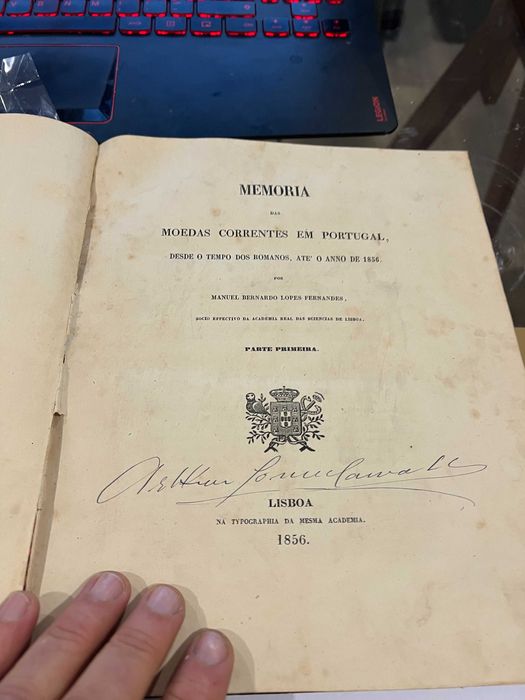 LEGION
MEMORIA
DAS
MOEDAS CORRENTES EM PORTUGAL,
DESDE O TEMPO DOS ROMANOS, ATE' O ANNO DE 1856
POR
MANUEL BERNARDO LOPES FERNANDES,
SOCIO EFFECTIVO DA ACADEMIA REAL DAS SCIENCIAS DE LISBOA.
PARTE PRIMEIRA.
LISBOA
NA TYPOGRAPHIA DA MESMA ACADEMIA.
1856.